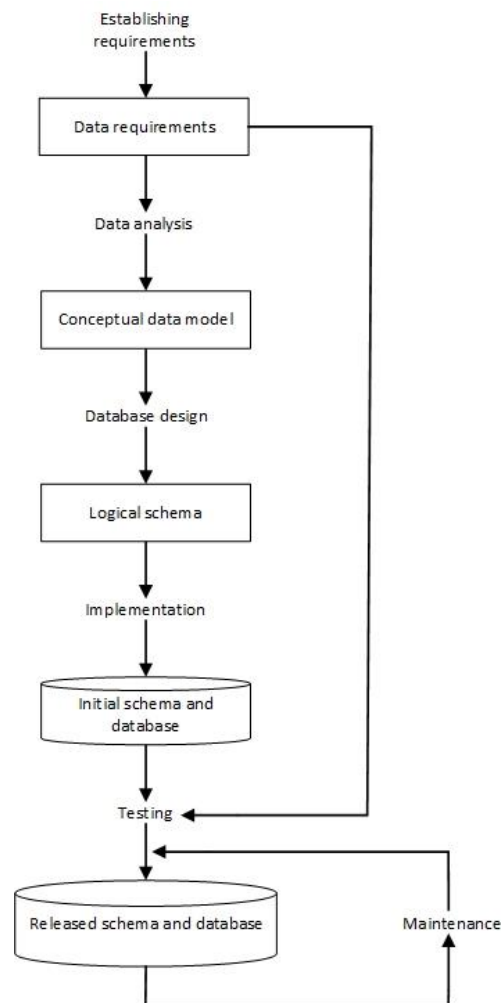 Establishing
requirements
Data requirements
Data analysis
Conceptual data model
Database design
Logical schema
Implementation
Initial schema and
database
Testing
Released schema and database
Maintenance